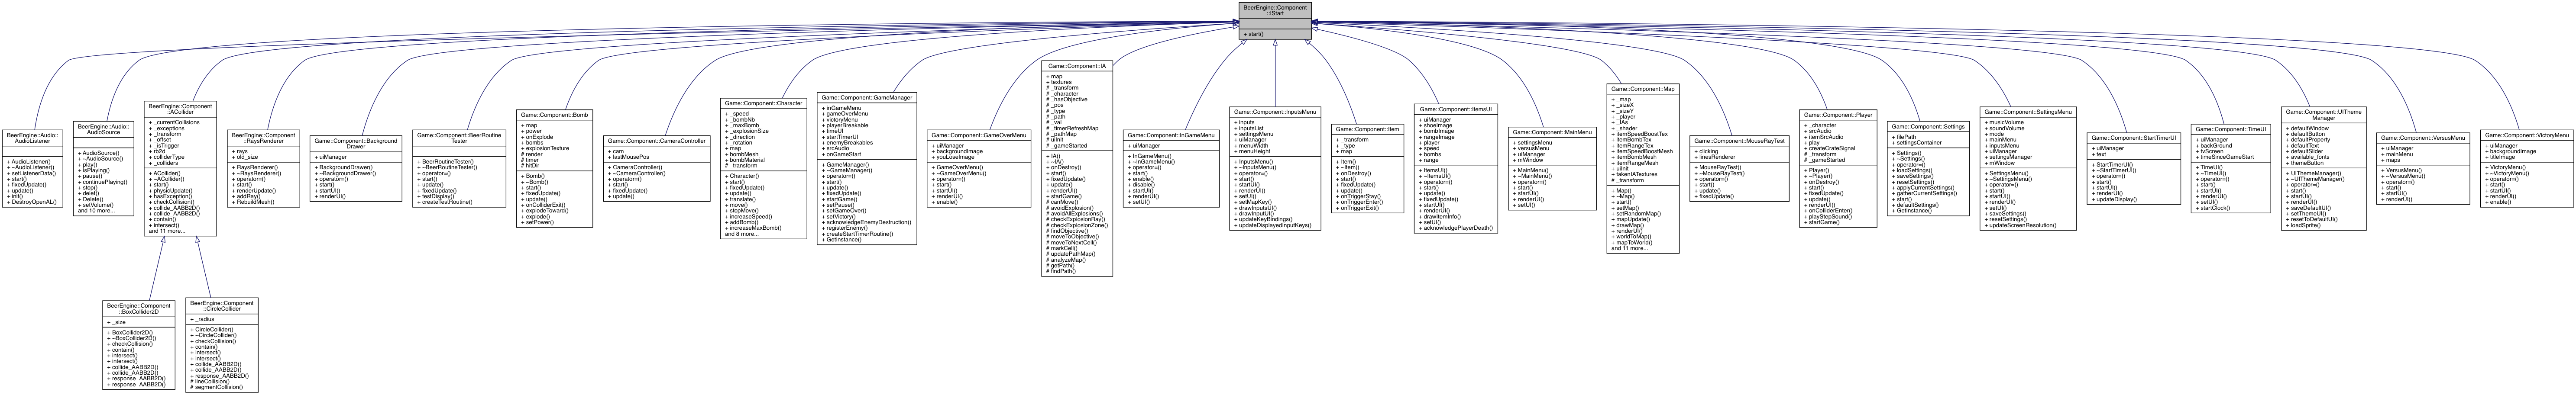 BeerEngine::Component
::IStart
+ start()
BeerEngine::Audio::
AudioListener
+ AudioListener()
+ ~AudioListener()
+ setListenerData()
+ start()
+ fixedUpdate()
+ update()
+ init()
+ DestroyOpenAL()
BeerEngine::Audio::
AudioSource
+ AudioSource()
+ ~AudioSource()
+ play()
+ isPlaying()
+ pause()
+ continuePlaying()
+ stop()
+ delet()
+ Delete()
+ setVolume()
and 10 more...
BeerEngine::Component
::ACollider
+ _currentCollisions
+ _exceptions
+ _transform
+ _offset
+ _isTrigger
+ rb2d
+ colliderType
+ _colliders
+ ACollider()
+ ~ACollider()
+ start()
+ physicUpdate()
+ hasException()
+ checkCollision()
+ collide_AABB2D()
+ collide_AABB2D()
+ contain()
+ intersect()
and 11 more...
BeerEngine::Component
::RaysRenderer
+ rays
+ old_size
+ RaysRenderer()
+ ~RaysRenderer()
+ operator=()
+ start()
+ renderUpdate()
+ addRay()
+ RebuildMesh()
Game::Component::Background
Drawer
+ uiManager
+ BackgroundDrawer()
+ ~BackgroundDrawer()
+ operator=()
+ start()
+ startUI()
+ renderUI()
Game::Component::BeerRoutine
Tester
+ BeerRoutineTester()
+ ~BeerRoutineTester()
+ operator=()
+ start()
+ update()
+ fixedUpdate()
+ testDisplay()
+ createTestRoutine()
Game::Component::Bomb
+ map
+ power
+ onExplode
+ bombs
+ explosionTexture
# render
# timer
# hitDir
+ Bomb()
+ ~Bomb()
+ start()
+ fixedUpdate()
+ update()
+ onColliderExit()
+ explodeToward()
+ explode()
+ setPower()
Game::Component::CameraController
+ cam
+ lastMousePos
+ CameraController()
+ ~CameraController()
+ operator=()
+ start()
+ fixedUpdate()
+ update()
Game::Component::Character
+ _speed
+ _bombNb
+ _maxBomb
+ _explosionSize
+ _direction
+ _rotation
+ map
+ bombMesh
+ bombMaterial
# _transform
+ Character()
+ start()
+ fixedUpdate()
+ update()
+ translate()
+ move()
+ stopMove()
+ increaseSpeed()
+ addBomb()
+ increaseMaxBomb()
and 8 more...
Game::Component::GameManager
+ inGameMenu
+ gameOverMenu
+ victoryMenu
+ playerBreakable
+ timeUI
+ startTimerUI
+ enemyBreakables
+ srcAudio
+ onGameStart
+ GameManager()
+ ~GameManager()
+ operator=()
+ start()
+ update()
+ fixedUpdate()
+ startGame()
+ setPause()
+ setGameOver()
+ setVictory()
+ acknowledgeEnemyDestruction()
+ registerEnemy()
+ createStartTimerRoutine()
+ GetInstance()
Game::Component::GameOverMenu
+ uiManager
+ backgroundImage
+ youLoseImage
+ GameOverMenu()
+ ~GameOverMenu()
+ operator=()
+ start()
+ startUI()
+ renderUI()
+ enable()
Game::Component::IA
+ map
+ textures
# _transform
# _character
# _hasObjective
# _pos
# _type
# _path
# _val
# _timerRefreshMap
# _pathMap
# uiInit
# _gameStarted
+ IA()
+ ~IA()
+ onDestroy()
+ start()
+ fixedUpdate()
+ update()
+ renderUI()
+ startGame()
# canMove()
# avoidExplosion()
# avoidAllExplosions()
# checkExplosionRay()
# checkExplosionZone()
# findObjective()
# moveToObjective()
# moveToNextCell()
# markCell()
# updatePathMap()
# analyzeMap()
# getPath()
# findPath()
Game::Component::InGameMenu
+ uiManager
+ InGameMenu()
+ ~InGameMenu()
+ operator=()
+ start()
+ enable()
+ disable()
+ startUI()
+ renderUI()
+ setUI()
Game::Component::InputsMenu
+ inputs
+ inputsList
+ settingsMenu
+ uiManager
+ menuWidth
+ menuHeight
+ InputsMenu()
+ ~InputsMenu()
+ operator=()
+ start()
+ startUI()
+ renderUI()
+ setUI()
+ setMapKey()
+ drawInputsUI()
+ drawInputUI()
+ updateKeyBindings()
+ updateDisplayedInputKeys()
Game::Component::Item
+ _transform
+ _type
+ map
+ Item()
+ ~Item()
+ onDestroy()
+ start()
+ fixedUpdate()
+ update()
+ onTriggerStay()
+ onTriggerEnter()
+ onTriggerExit()
Game::Component::ItemsUI
+ uiManager
+ shoeImage
+ bombImage
+ rangeImage
+ player
+ speed
+ bombs
+ range
+ ItemsUI()
+ ~ItemsUI()
+ operator=()
+ start()
+ update()
+ fixedUpdate()
+ startUI()
+ renderUI()
+ drawItemInfo()
+ setUI()
+ acknowledgePlayerDeath()
Game::Component::MainMenu
+ settingsMenu
+ versusMenu
+ uiManager
+ mWindow
+ MainMenu()
+ ~MainMenu()
+ operator=()
+ start()
+ startUI()
+ renderUI()
+ setUI()
Game::Component::Map
+ _map
+ _sizeX
+ _sizeY
+ _player
+ _IAs
+ _shader
+ itemSpeedBoostTex
+ itemBombTex
+ itemRangeTex
+ itemSpeedBoostMesh
+ itemBombMesh
+ itemRangeMesh
+ uiInit
+ takenIATextures
# _transform
+ Map()
+ ~Map()
+ start()
+ setMap()
+ setRandomMap()
+ mapUpdate()
+ drawMap()
+ renderUI()
+ worldToMap()
+ mapToWorld()
and 11 more...
Game::Component::MouseRayTest
+ clicking
+ linesRenderer
+ MouseRayTest()
+ ~MouseRayTest()
+ operator=()
+ start()
+ update()
+ fixedUpdate()
Game::Component::Player
+ _character
+ srcAudio
+ play
+ itemSrcAudio
+ createCrateSignal
# _transform
# _gameStarted
+ Player()
+ ~Player()
+ onDestroy()
+ start()
+ fixedUpdate()
+ update()
+ renderUI()
+ onColliderEnter()
+ playStepSound()
+ startGame()
Game::Component::Settings
+ filePath
+ settingsContainer
+ Settings()
+ ~Settings()
+ operator=()
+ loadSettings()
+ saveSettings()
+ resetSettings()
+ applyCurrentSettings()
+ gatherCurrentSettings()
+ start()
+ defaultSettings()
+ GetInstance()
Game::Component::SettingsMenu
+ musicVolume
+ soundVolume
+ mode
+ mainMenu
+ inputsMenu
+ uiManager
+ settingsManager
+ mWindow
+ SettingsMenu()
+ ~SettingsMenu()
+ operator=()
+ start()
+ startUI()
+ renderUI()
+ setUI()
+ saveSettings()
+ resetSettings()
+ updateScreenResolution()
Game::Component::StartTimerUI
+ uiManager
+ text
+ StartTimerUI()
+ ~StartTimerUI()
+ operator=()
+ start()
+ startUI()
+ renderUI()
+ updateDisplay()
Game::Component::TimeUI
+ uiManager
+ backGround
+ tvScreen
+ timeSinceGameStart
+ TimeUI()
+ ~TimeUI()
+ operator=()
+ start()
+ startUI()
+ renderUI()
+ setUI()
+ startClock()
Game::Component::UITheme
Manager
+ defaultWindow
+ defaultButton
+ defaultProperty
+ defaultText
+ defaultSlider
+ available_fonts
+ themeButton
+ UIThemeManager()
+ ~UIThemeManager()
+ operator=()
+ start()
+ startUI()
+ renderUI()
+ saveDefaultUI()
+ setThemeUI()
+ resetToDefaultUI()
+ loadSprite()
Game::Component::VersusMenu
+ uiManager
+ mainMenu
+ maps
+ VersusMenu()
+ ~VersusMenu()
+ operator=()
+ start()
+ startUI()
+ renderUI()
Game::Component::VictoryMenu
+ uiManager
+ backgroundImage
+ titleImage
+ VictoryMenu()
+ ~VictoryMenu()
+ operator=()
+ start()
+ startUI()
+ renderUI()
+ enable()
BeerEngine::Component
::BoxCollider2D
+ _size
+ BoxCollider2D()
+ ~BoxCollider2D()
+ checkCollision()
+ contain()
+ intersect()
+ intersect()
+ collide_AABB2D()
+ collide_AABB2D()
+ response_AABB2D()
+ response_AABB2D()
BeerEngine::Component
::CircleCollider
+ _radius
+ CircleCollider()
+ ~CircleCollider()
+ checkCollision()
+ contain()
+ intersect()
+ intersect()
+ collide_AABB2D()
+ collide_AABB2D()
+ response_AABB2D()
# lineCollision()
# segmentCollision()